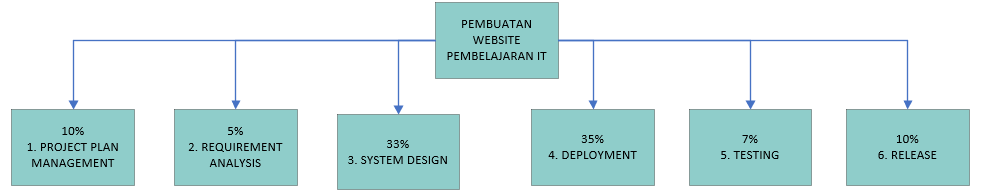 PEMBUATAN
WEBSITE
PEMBELAJARAN IT
10%
1. PROJECT PLAN
MANAGEMENT
5%
2. REQUIREMENT
ANALYSIS
33%
3. SYSTEM DESIGN
35%
4. DEPLOYMENT
7%
5. TESTING
10%
6. RELEASE